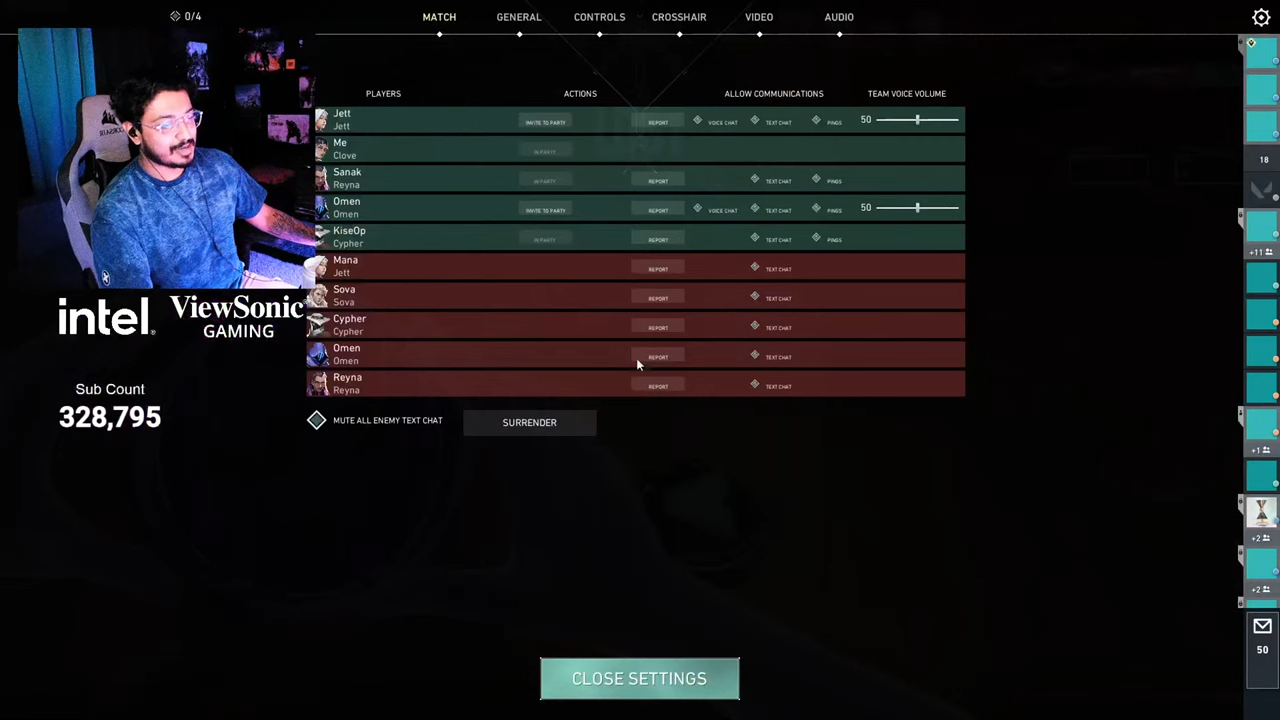 0/4
MATCH GENERAL CONTROLS CROSSHAIR VIDEO AUDIO
PLAYERS ACTIONS ALLOW COMMUNICATIONS TEAM VOICE VOLUME
Jett
Jett
INVITE TO PARTY REPORT VOICE CHAT TEXT CHAT PINGS 50
Me
Clove
IN PARTY
Sanak
Reyna
IN PARTY REPORT TEXT CHAT PINGS
Omen
Omen
INVITE TO PARTY REPORT VOICE CHAT TEXT CHAT PINGS 50
KiseOp
Cypher
IN PARTY REPORT TEXT CHAT PINGS
Mana
Jett
REPORT TEXT CHAT
Sova
Sova
REPORT TEXT CHAT
Cypher
Cypher
REPORT TEXT CHAT
Omen
Omen
REPORT TEXT CHAT
Reyna
Reyna
REPORT TEXT CHAT
MUTE ALL ENEMY TEXT CHAT SURRENDER
CLOSE SETTINGS
intel.
ViewSonic
GAMING
Sub Count
328,795
18
+11
+1
+2
+2
50